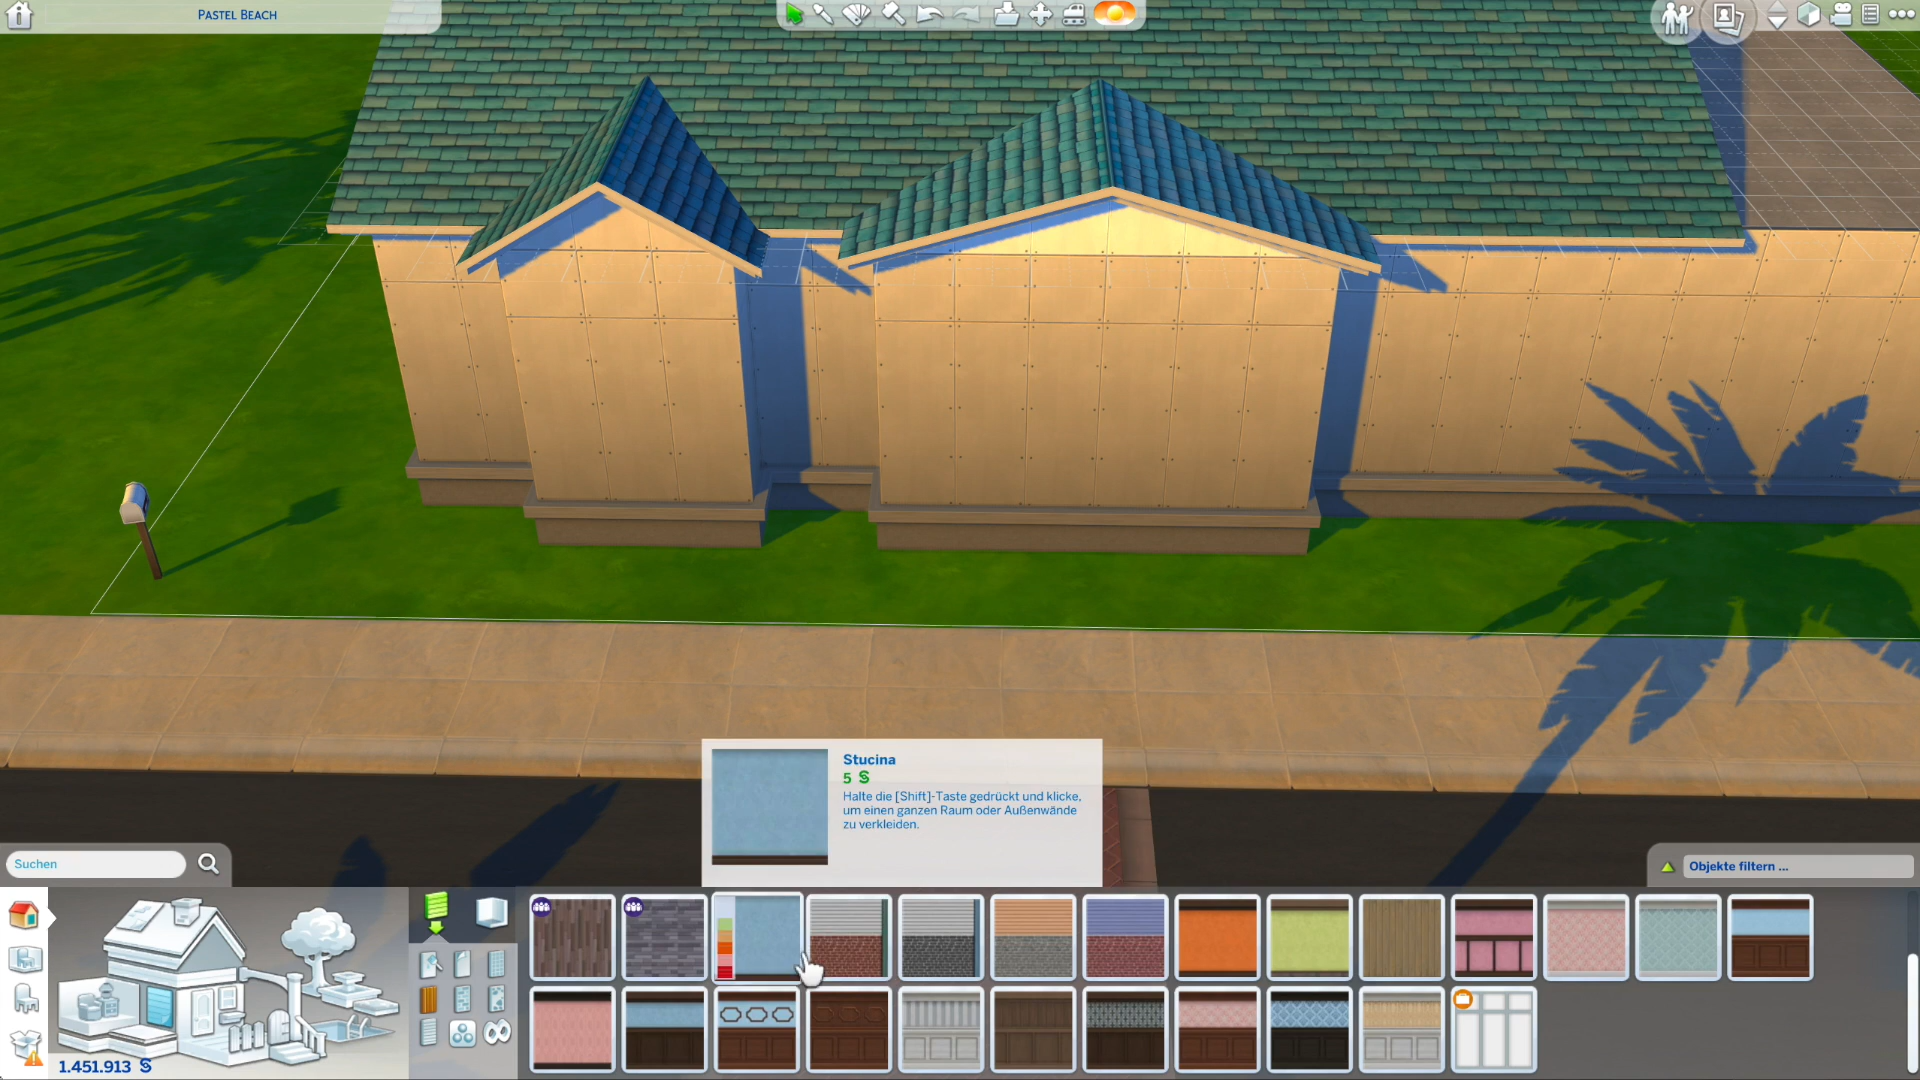 PASTEL BEACH
Stucina
5 §
Halte die [Shift]-Taste gedrückt und klicke,
um einen ganzen Raum oder Außenwände
zu verkleiden.
Suchen
Objekte filtern ...
1.451.913 §